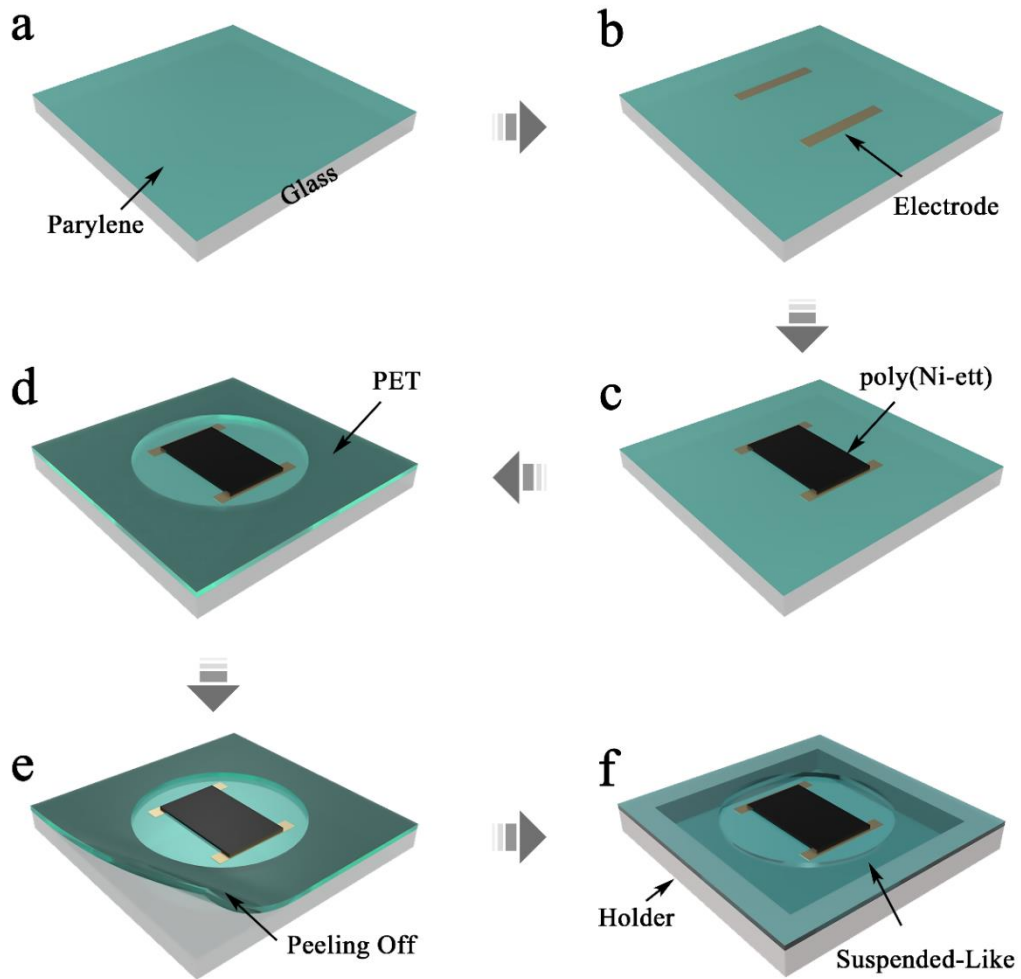 a
Parylene
Glass
b
Electrode
d
PET
c
poly(Ni-ett)
e
Peeling Off
f
Holder
Suspended-Like